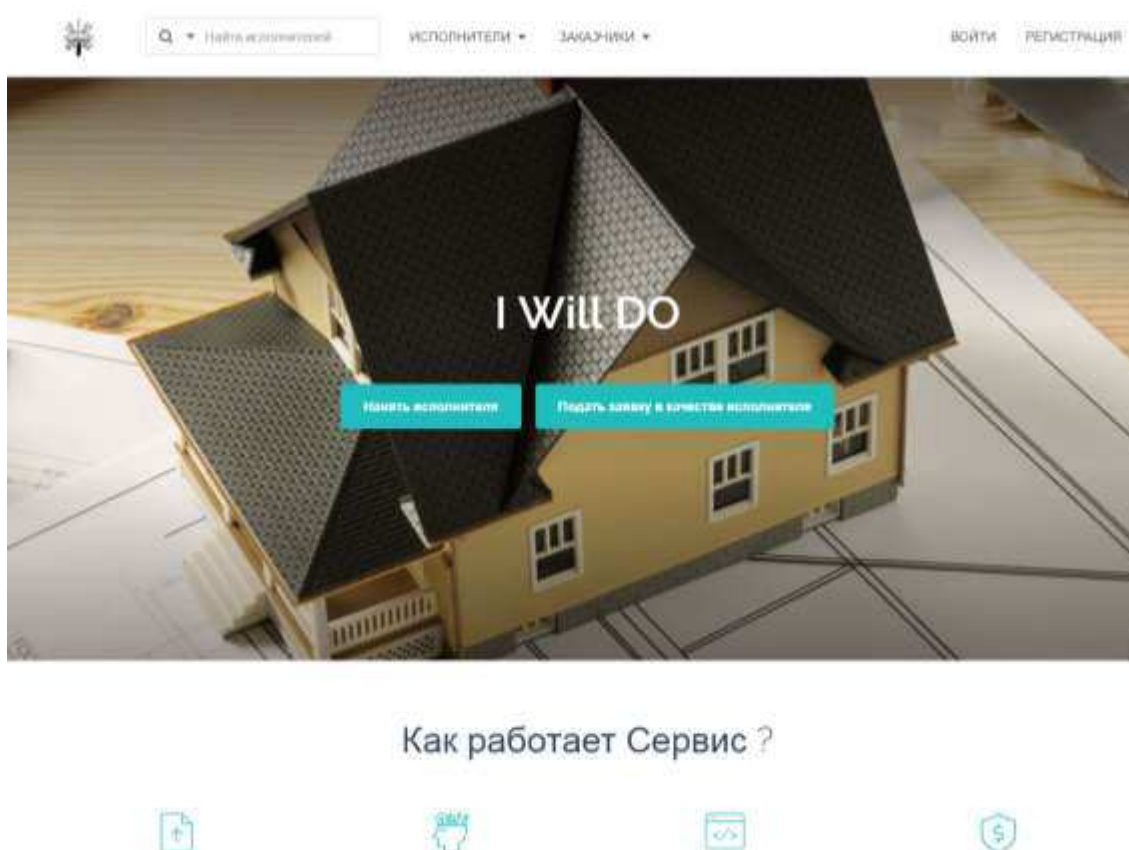 Найти исполнителей
ИСПОЛНИТЕЛИ
ЗАКАЗЧИКИ
ВОЙТИ
РЕГИСТРАЦИЯ
I Will DO
Нанять исполнителя
Подать заявку в качестве исполнителя
Как работает Сервис ?